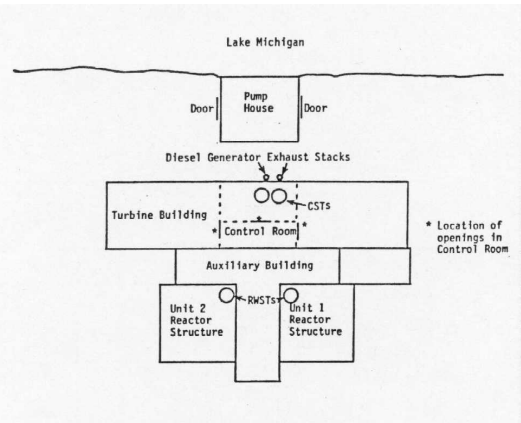 Lake Michigan
Pump
House
Door
Door
Diesel Generator Exhaust Stacks
CSTs
Turbine Building
* Location of
openings in
Control Room
*
* Control Room *
Auxiliary Building
RWSTs
Unit 2
Reactor
Structure
Unit 1
Reactor
Structure